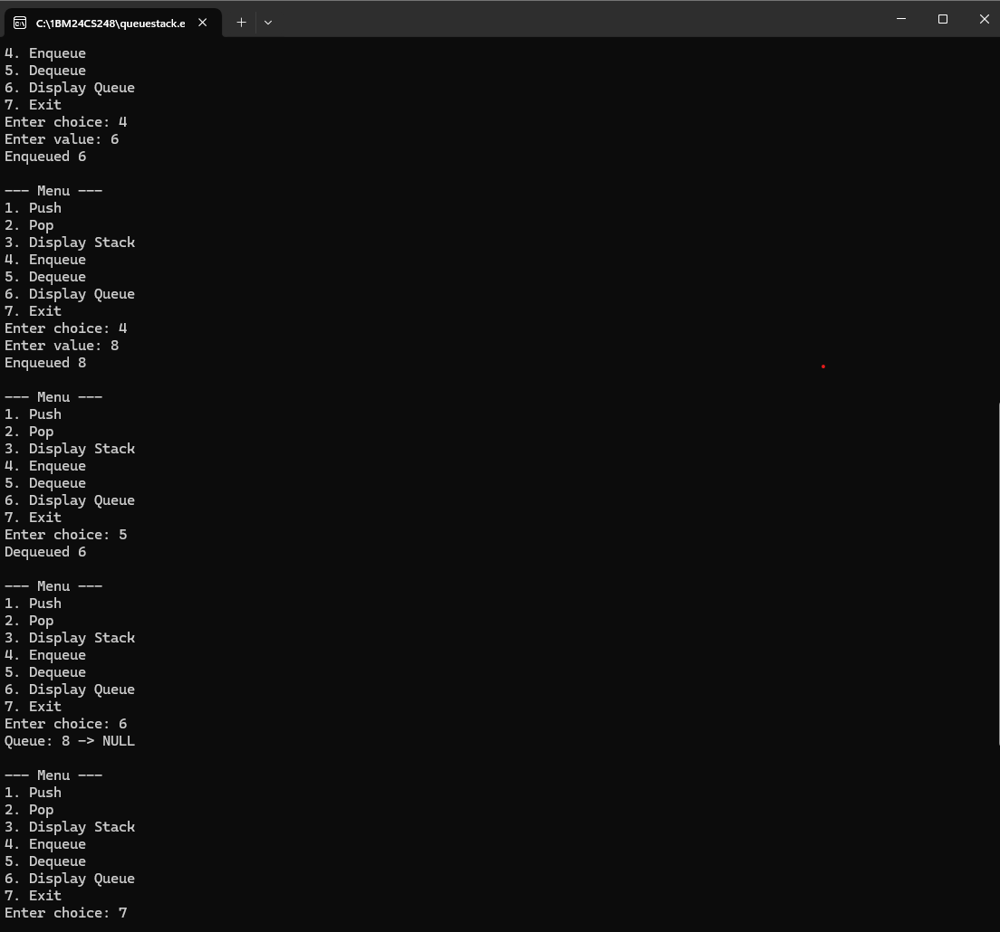 C:\1BM24CS248\queuestack.e
4. Enqueue
5. Dequeue
6. Display Queue
7. Exit
Enter choice: 4
Enter value: 6
Enqueued 6
--- Menu ---
1. Push
2. Pop
3. Display Stack
4. Enqueue
5. Dequeue
6. Display Queue
7. Exit
Enter choice: 4
Enter value: 8
Enqueued 8
--- Menu ---
1. Push
2. Pop
3. Display Stack
4. Enqueue
5. Dequeue
6. Display Queue
7. Exit
Enter choice: 5
Dequeued 6
--- Menu ---
1. Push
2. Pop
3. Display Stack
4. Enqueue
5. Dequeue
6. Display Queue
7. Exit
Enter choice: 6
Queue: 8 -> NULL
--- Menu ---
1. Push
2. Pop
3. Display Stack
4. Enqueue
5. Dequeue
6. Display Queue
7. Exit
Enter choice: 7